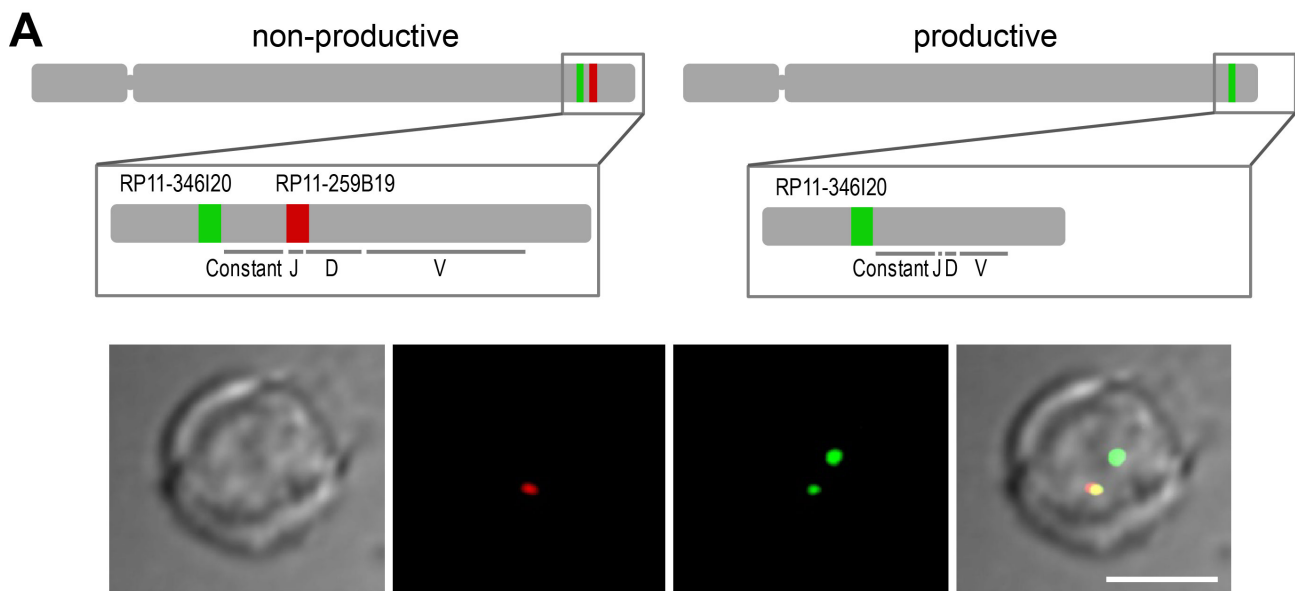 A
non-productive
productive
RP11-346I20
RP11-259B19
Constant J D V
RP11-346I20
Constant J D V